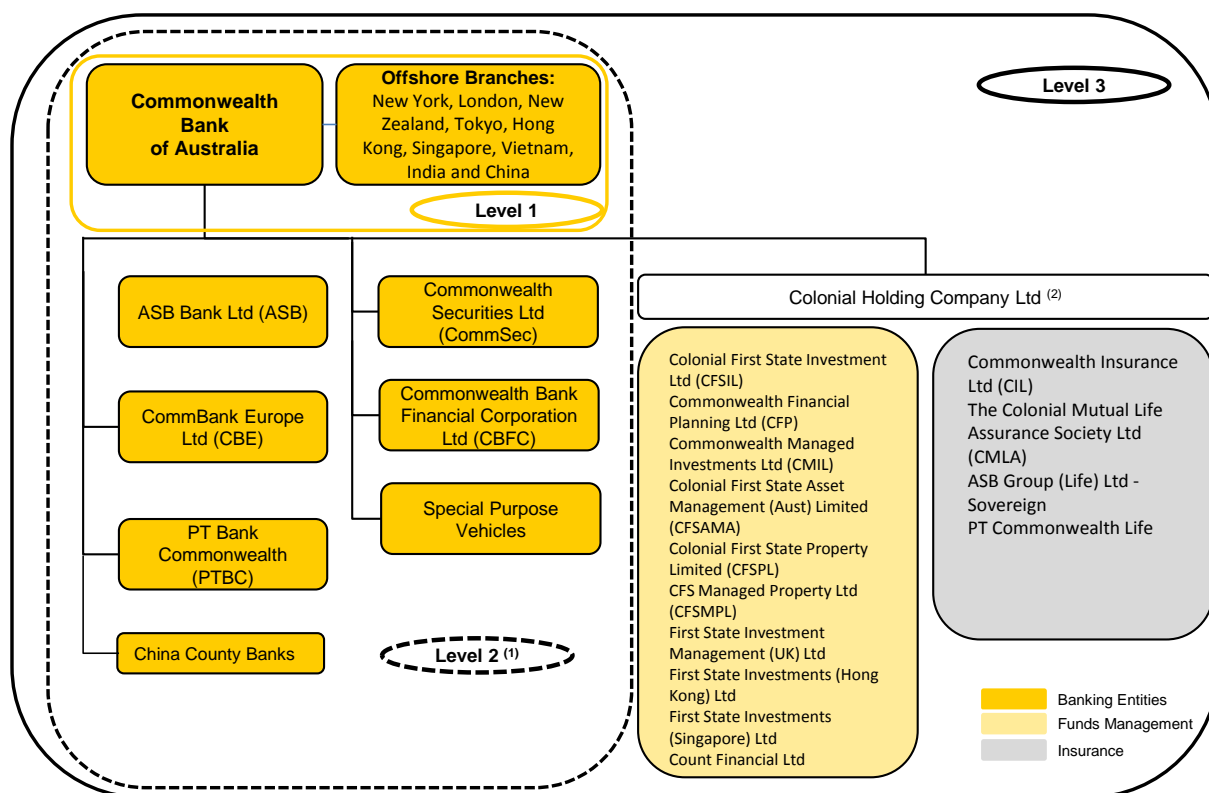 Commonwealth
Bank
of Australia
Offshore Branches:
New York, London, New
Zealand, Tokyo, Hong
Kong, Singapore, Vietnam,
India and China
Level 3
Level 1
ASB Bank Ltd (ASB)
Commonwealth
Securities Ltd
(CommSec)
CommBank Europe
Ltd (CBE)
Commonwealth Bank
Financial Corporation
Ltd (CBFC)
PT Bank
Commonwealth
(PTBC)
Special Purpose
Vehicles
China County Banks
Level 2 (1)
Colonial Holding Company Ltd (2)
Colonial First State Investment
Ltd (CFSIL)
Commonwealth Financial
Planning Ltd (CFP)
Commonwealth Managed
Investments Ltd (CMIL)
Colonial First State Asset
Management (Aust) Limited
(CFSAMA)
Colonial First State Property
Limited (CFSPL)
CFS Managed Property Ltd
(CFSMPL)
First State Investment
Management (UK) Ltd
First State Investments (Hong
Kong) Ltd
First State Investments
(Singapore) Ltd
Count Financial Ltd
Commonwealth Insurance
Ltd (CIL)
The Colonial Mutual Life
Assurance Society Ltd
(CMLA)
ASB Group (Life) Ltd -
Sovereign
PT Commonwealth Life
Banking Entities
Funds Management
Insurance